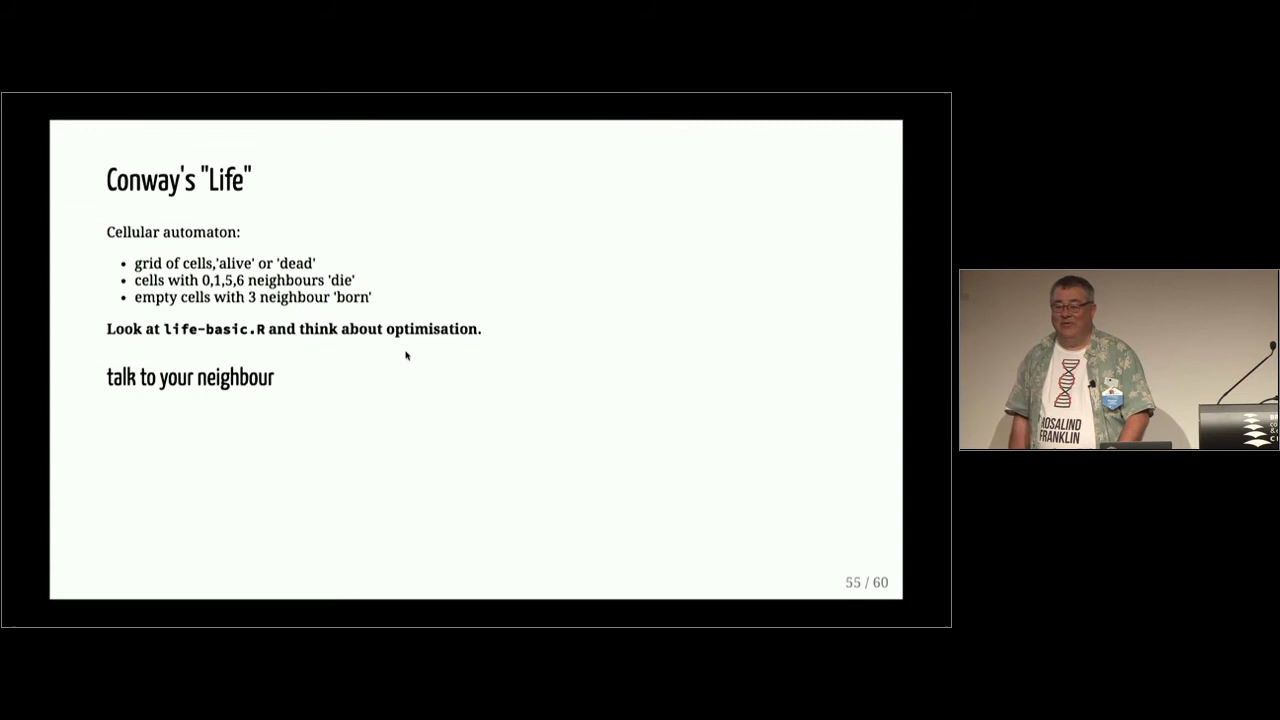 Conway's "Life"
Cellular automaton:
• grid of cells,'alive' or 'dead'
• cells with 0,1,5,6 neighbours 'die'
• empty cells with 3 neighbour 'born'
Look at life-basic.R and think about optimisation.
talk to your neighbour
55 / 60
ROSALIND
FRANKLIN